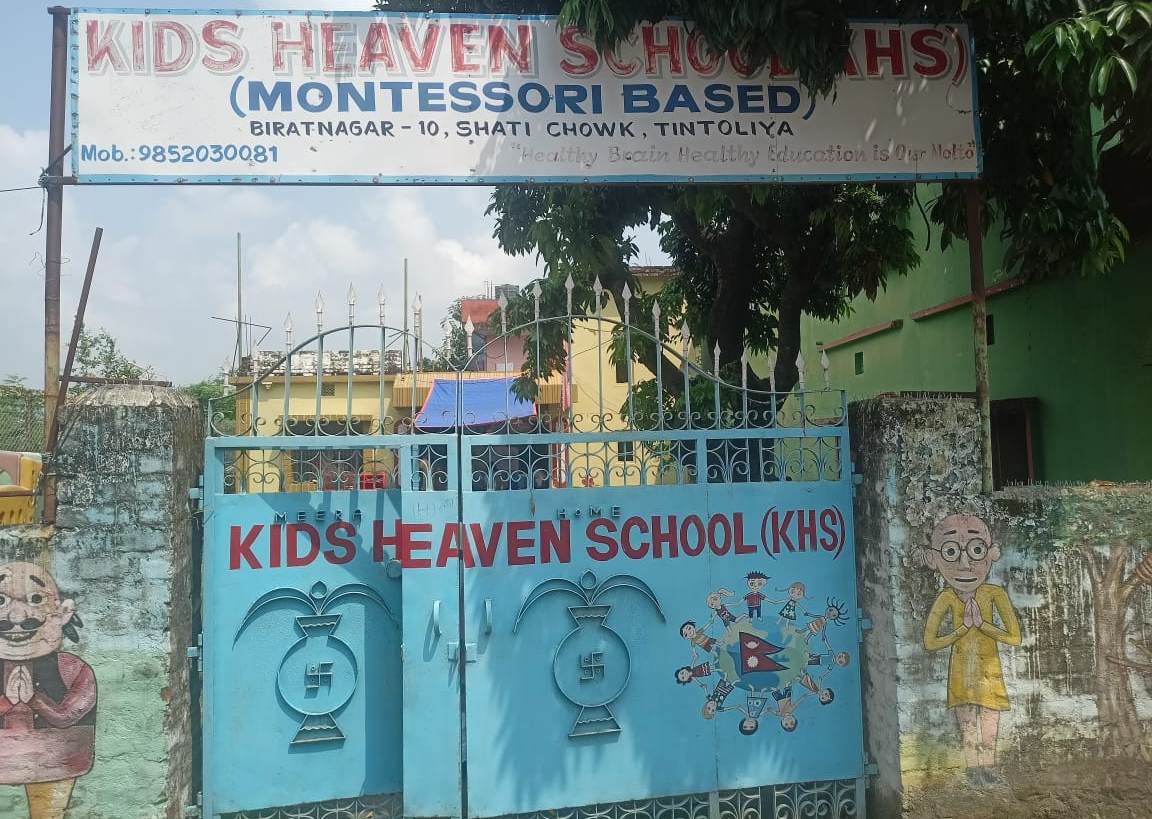 KIDS HEAVEN SCHOOL (KHS)
(MONTESSORI BASED)
BIRATNAGAR - 10, SHATI CHOWK, TINTOLIYA
Mob.: 9852030081
"Healthy Brain Healthy Education is Our Motto"
MEERA HOME
KIDS HEAVEN SCHOOL (KHS)